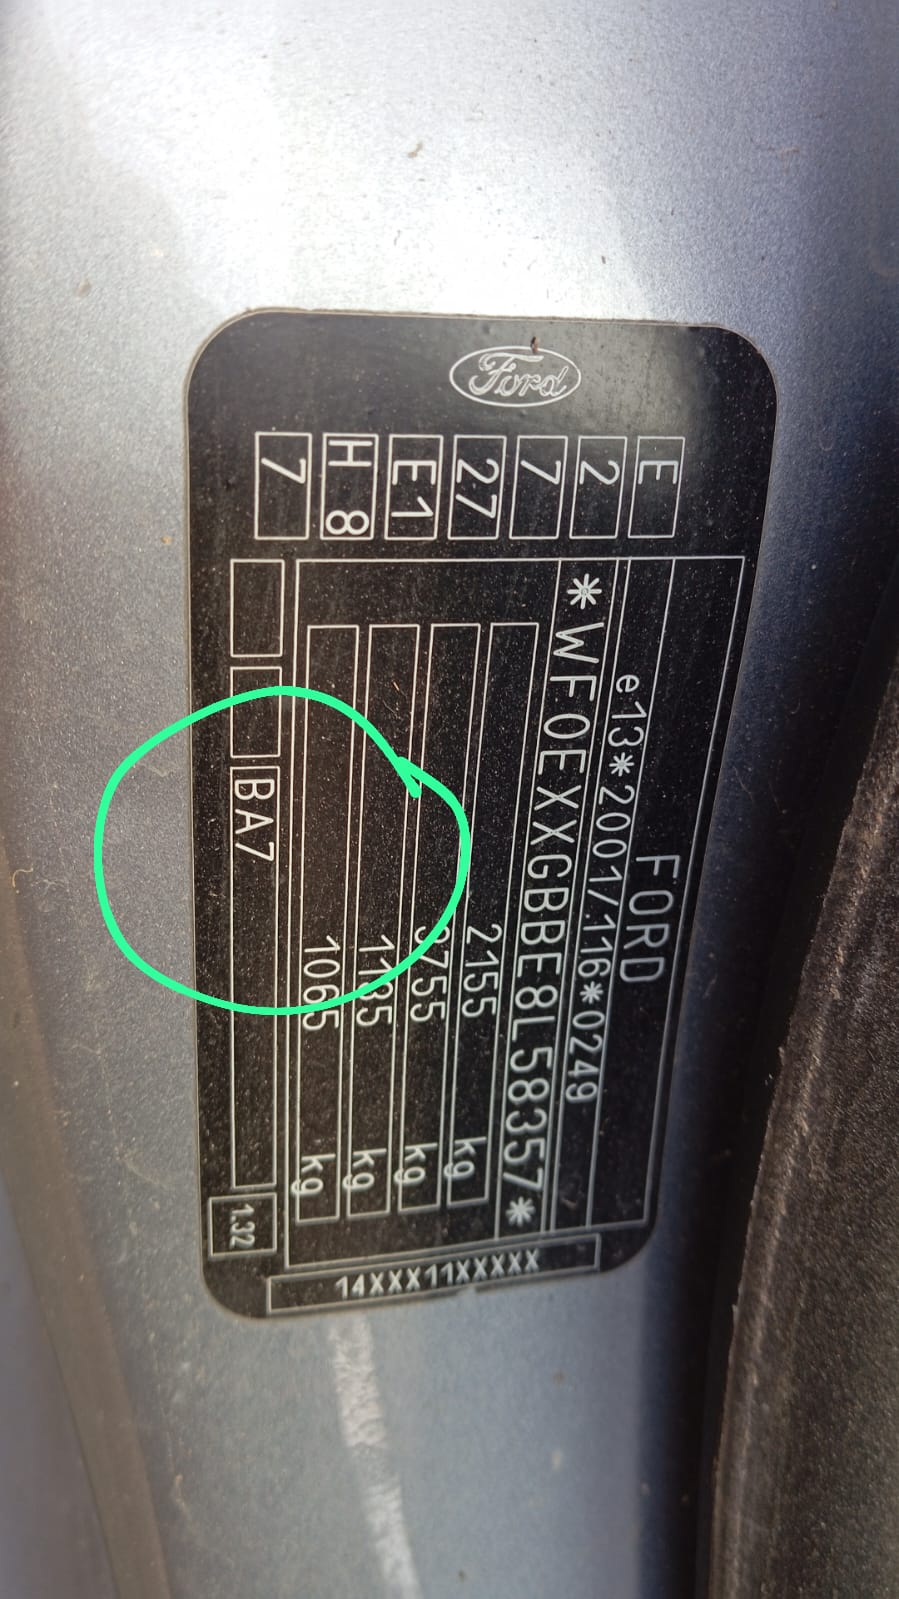 Ford
E
2
7
27
E1
H 8
7
FORD
e13*2001/116*0249
*WF0EXXGBBE8L58357*
2155 kg
3755 kg
1135 kg
1065 kg
BA7
1.32
14XXX11XXXXX